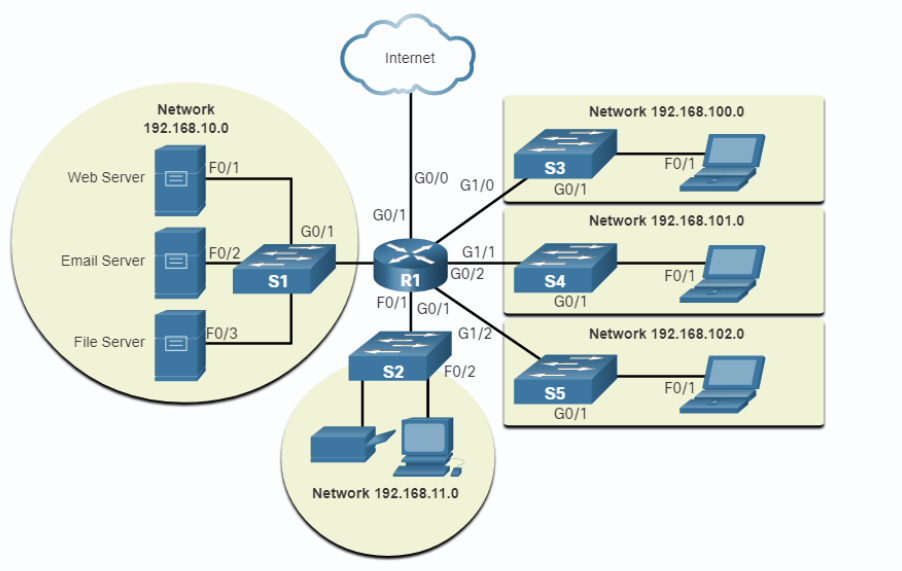 Internet
Network
192.168.10.0
Web Server
F0/1
Email Server
F0/2
File Server
F0/3
G0/1
S1
G0/0
G0/1
R1
G1/0
G1/1
G0/2
G1/2
F0/1
G0/1
S2
F0/2
Network 192.168.11.0
Network 192.168.100.0
S3
G0/1
F0/1
Network 192.168.101.0
S4
G0/1
F0/1
Network 192.168.102.0
S5
G0/1
F0/1